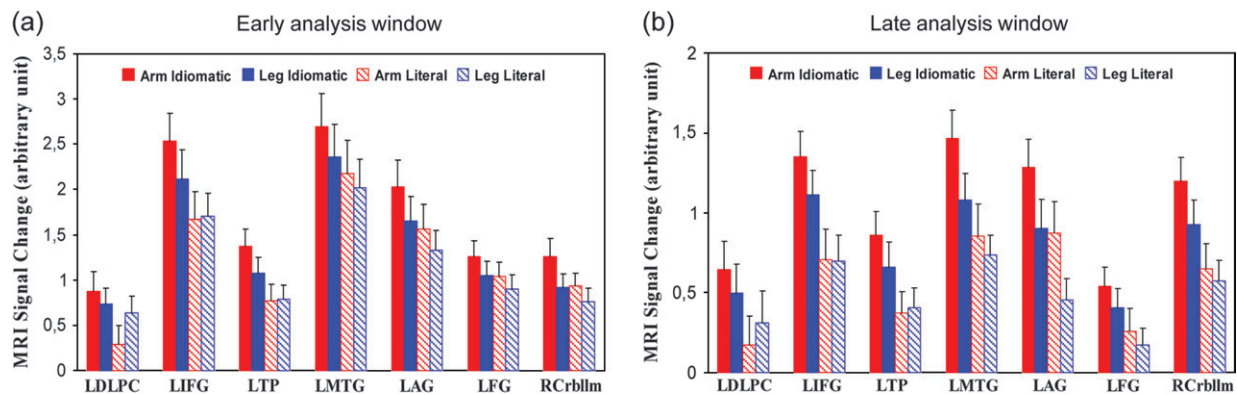 (a) Early analysis window
MRI Signal Change (arbitrary unit)
3,5
3
2,5
2
1,5
1
0,5
0
Arm Idiomatic Leg Idiomatic Arm Literal Leg Literal
LDLPC LIFG LTP LMTG LAG LFG RCrbllm
(b) Late analysis window
MRI Signal Change (arbitrary unit)
2
1,5
1
0,5
0
Arm Idiomatic Leg Idiomatic Arm Literal Leg Literal
LDLPC LIFG LTP LMTG LAG LFG RCrbllm